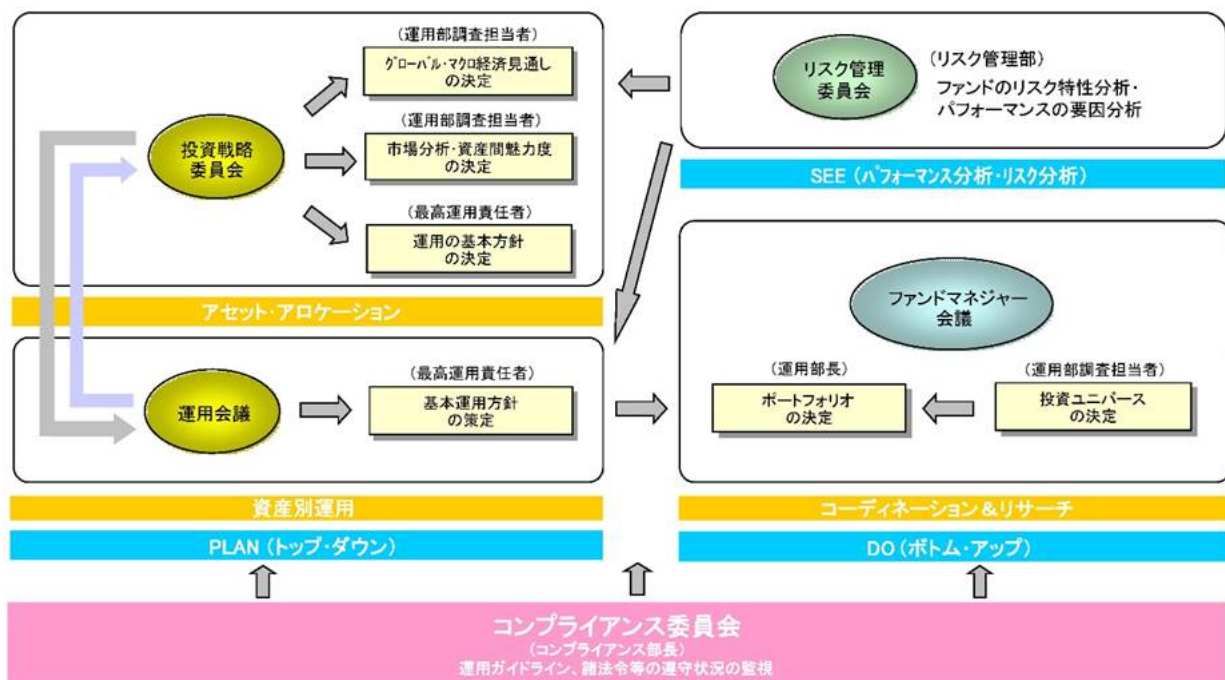 (運用部調査担当者)
グローバル・マクロ経済見通し
の決定
(運用部調査担当者)
市場分析・資産間魅力度
の決定
(最高運用責任者)
運用の基本方針
の決定
投資戦略
委員会
アセット・アロケーション
運用会議
(最高運用責任者)
基本運用方針
の策定
資産別運用
PLAN (トップ・ダウン)
リスク管理
委員会
(リスク管理部)
ファンドのリスク特性分析・
パフォーマンスの要因分析
SEE (パフォーマンス分析・リスク分析)
ファンドマネジャー
会議
(運用部長)
ポートフォリオ
の決定
(運用部調査担当者)
投資ユニバース
の決定
コーディネーション&リサーチ
DO (ボトム・アップ)
コンプライアンス委員会
(コンプライアンス部長)
運用ガイドライン、諸法令等の遵守状況の監視